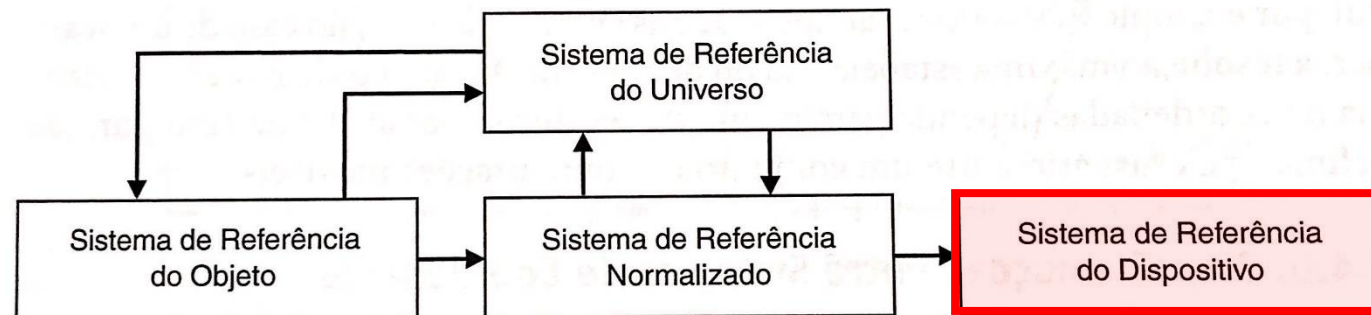 Sistema de Referência
do Universo
Sistema de Referência
do Objeto
Sistema de Referência
Normalizado
Sistema de Referência
do Dispositivo